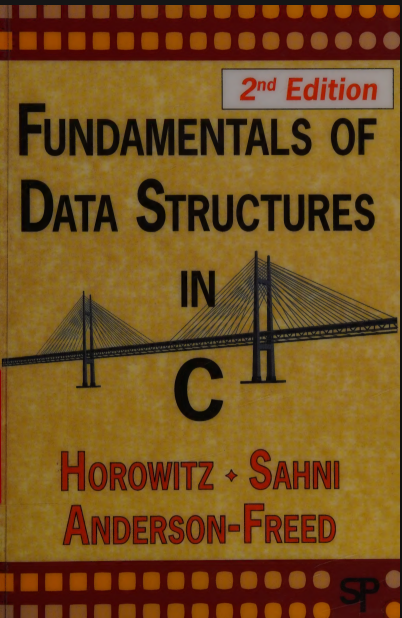 2nd Edition
FUNDAMENTALS OF
DATA STRUCTURES
IN
C
HOROWITZ ✦ SAHNI
ANDERSON-FREED
SP